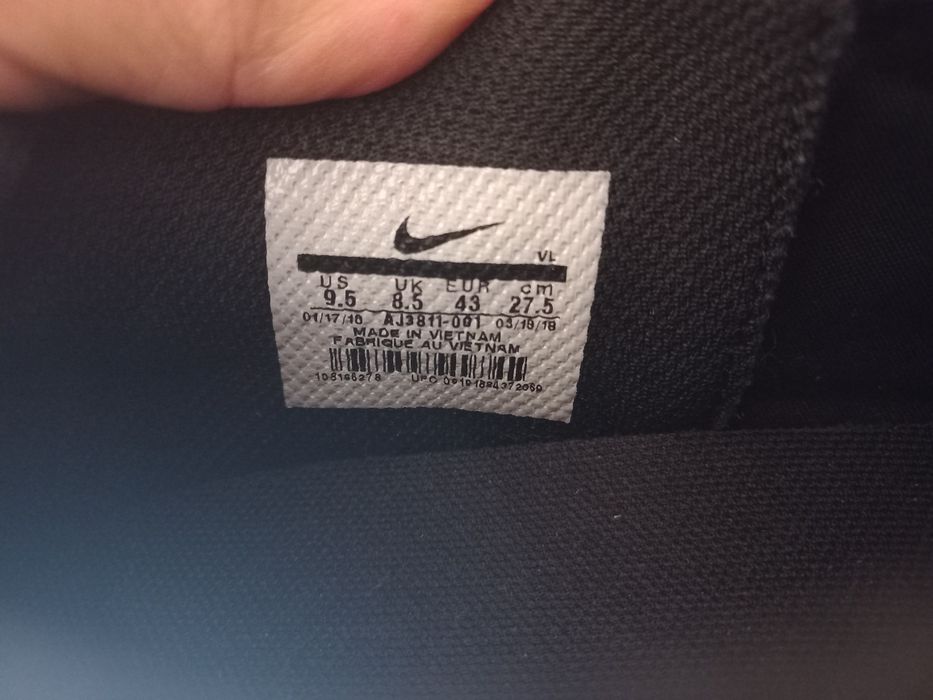 VL
US UK EUR cm
9.5 8.5 43 27.5
01/17/18 AJ3811-001 03/19/18
MADE IN VIETNAM
FABRIQUE AU VIETNAM
UPC